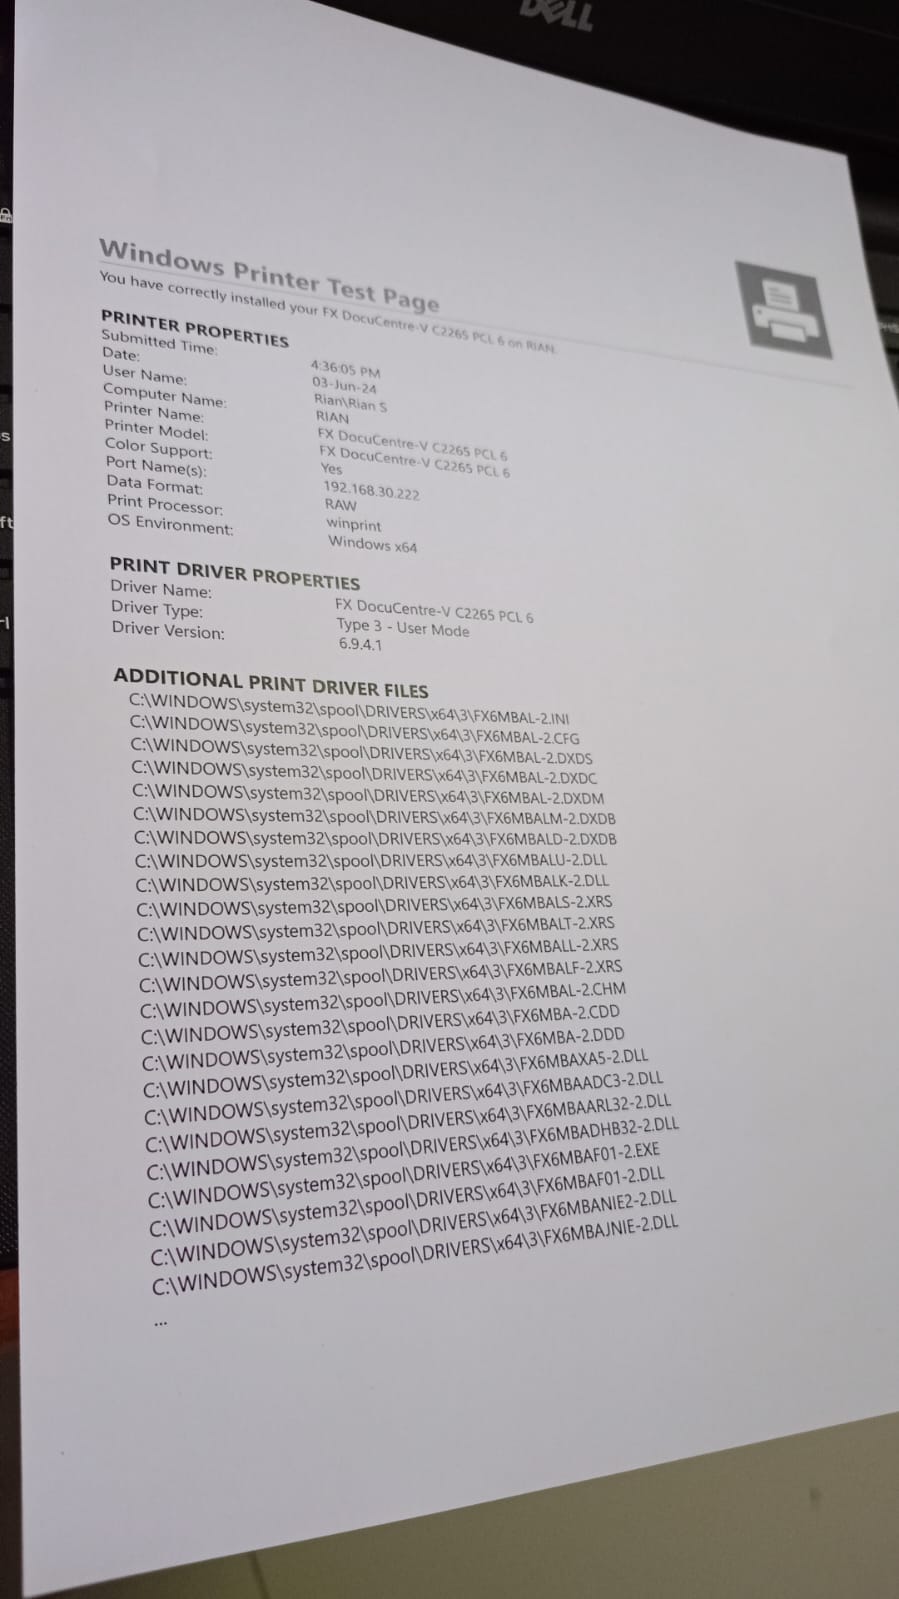 DELL
Windows Printer Test Page
You have correctly installed your FX DocuCentre-V C2265 PCL 6 on RIAN.
PRINTER PROPERTIES
Submitted Time: 4:36:05 PM
Date: 03-Jun-24
User Name: Rian\Rian S
Computer Name: RIAN
Printer Name: FX DocuCentre-V C2265 PCL 6
Printer Model: FX DocuCentre-V C2265 PCL 6
Color Support: Yes
Port Name(s): 192.168.30.222
Data Format: RAW
Print Processor: winprint
OS Environment: Windows x64
PRINT DRIVER PROPERTIES
Driver Name: FX DocuCentre-V C2265 PCL 6
Driver Type: Type 3 - User Mode
Driver Version: 6.9.4.1
ADDITIONAL PRINT DRIVER FILES
C:\WINDOWS\system32\spool\DRIVERS\x64\3\FX6MBAL-2.INI
C:\WINDOWS\system32\spool\DRIVERS\x64\3\FX6MBAL-2.CFG
C:\WINDOWS\system32\spool\DRIVERS\x64\3\FX6MBAL-2.DXDS
C:\WINDOWS\system32\spool\DRIVERS\x64\3\FX6MBAL-2.DXDC
C:\WINDOWS\system32\spool\DRIVERS\x64\3\FX6MBAL-2.DXDM
C:\WINDOWS\system32\spool\DRIVERS\x64\3\FX6MBALM-2.DXDB
C:\WINDOWS\system32\spool\DRIVERS\x64\3\FX6MBALD-2.DXDB
C:\WINDOWS\system32\spool\DRIVERS\x64\3\FX6MBALU-2.DLL
C:\WINDOWS\system32\spool\DRIVERS\x64\3\FX6MBALK-2.DLL
C:\WINDOWS\system32\spool\DRIVERS\x64\3\FX6MBALS-2.XRS
C:\WINDOWS\system32\spool\DRIVERS\x64\3\FX6MBALT-2.XRS
C:\WINDOWS\system32\spool\DRIVERS\x64\3\FX6MBALL-2.XRS
C:\WINDOWS\system32\spool\DRIVERS\x64\3\FX6MBALF-2.XRS
C:\WINDOWS\system32\spool\DRIVERS\x64\3\FX6MBAL-2.CHM
C:\WINDOWS\system32\spool\DRIVERS\x64\3\FX6MBA-2.CDD
C:\WINDOWS\system32\spool\DRIVERS\x64\3\FX6MBA-2.DDD
C:\WINDOWS\system32\spool\DRIVERS\x64\3\FX6MBAXA5-2.DLL
C:\WINDOWS\system32\spool\DRIVERS\x64\3\FX6MBAADC3-2.DLL
C:\WINDOWS\system32\spool\DRIVERS\x64\3\FX6MBAARL32-2.DLL
C:\WINDOWS\system32\spool\DRIVERS\x64\3\FX6MBADHB32-2.DLL
C:\WINDOWS\system32\spool\DRIVERS\x64\3\FX6MBAF01-2.EXE
C:\WINDOWS\system32\spool\DRIVERS\x64\3\FX6MBAF01-2.DLL
C:\WINDOWS\system32\spool\DRIVERS\x64\3\FX6MBANIE2-2.DLL
C:\WINDOWS\system32\spool\DRIVERS\x64\3\FX6MBAJNIE-2.DLL
...